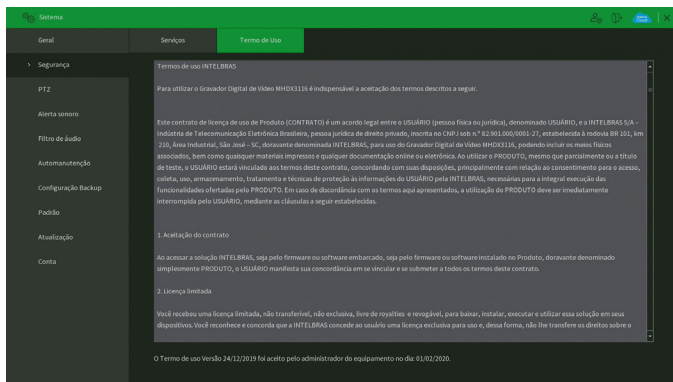 Sistema
Geral
Serviços
Termo de Uso
Segurança
PTZ
Alerta sonoro
Filtro de áudio
Automanutenção
Configuração Backup
Padrão
Atualização
Conta
Termos de uso INTELBRAS
Para utilizar o Gravador Digital de Vídeo MHDX3116 é indispensável a aceitação dos termos descritos a seguir.
Este contrato de licença de uso de Produto (CONTRATO) é um acordo legal entre o USUÁRIO (pessoa física ou jurídica), denominado USUÁRIO, e a INTELBRAS S/A –
Indústria de Telecomunicação Eletrônica Brasileira, pessoa jurídica de direito privado, inscrita no CNPJ sob n.º 82.901.000/0001-27, estabelecida à rodovia BR 101, km
210, Área Industrial, São José – SC, doravante denominada INTELBRAS, para uso do Gravador Digital de Vídeo MHDX3116, podendo incluir os meios físicos
associados, bem como quaisquer materiais impressos e qualquer documentação online ou eletrônica. Ao utilizar o PRODUTO, mesmo que parcialmente ou a título
de teste, o USUÁRIO estará vinculado aos termos deste contrato, concordando com suas disposições, principalmente com relação ao consentimento para o acesso,
coleta, uso, armazenamento, tratamento e técnicas de proteção às informações do USUÁRIO pela INTELBRAS, necessárias para a integral execução das
funcionalidades ofertadas pelo PRODUTO. Em caso de discordância com os termos aqui apresentados, a utilização do PRODUTO deve ser imediatamente
interrompida pelo USUÁRIO, mediante as cláusulas a seguir estabelecidas.
1. Aceitação do contrato
Ao acessar a solução INTELBRAS, seja pelo firmware ou software embarcado, seja pelo firmware ou software instalado no Produto, doravante denominado
simplesmente PRODUTO, o USUÁRIO manifesta sua concordância em se vincular e se submeter a todos os termos deste contrato.
2. Licença limitada
Você recebeu uma licença limitada, não transferível, não exclusiva, livre de royalties e revogável, para baixar, instalar, executar e utilizar essa solução em seus
dispositivos. Você reconhece e concorda que a INTELBRAS concede ao usuário uma licença exclusiva para uso e, dessa forma, não lhe transfere os direitos sobre o
O Termo de uso Versão 24/12/2019 foi aceito pelo administrador do equipamento no dia: 01/02/2020.